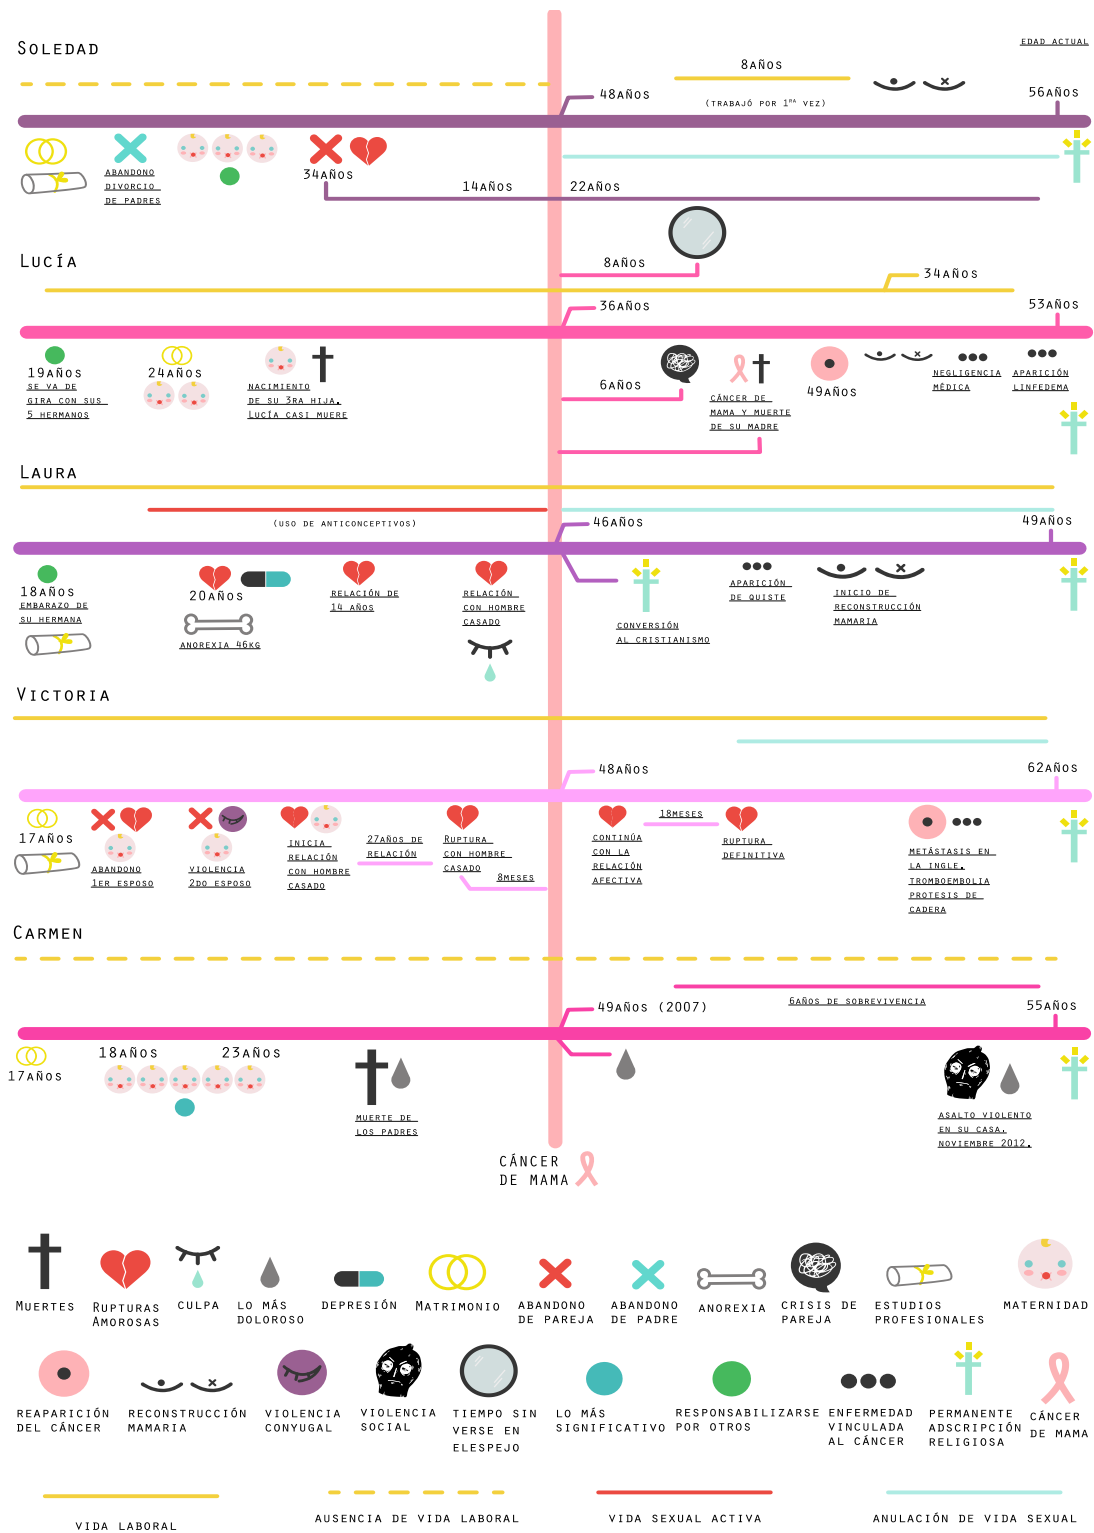 SOLEDAD
EDAD ACTUAL
8AÑOS
48AÑOS
(TRABAJÓ POR 1RA VEZ)
56AÑOS
ABANDONO
DIVORCIO
DE PADRES
34AÑOS
14AÑOS
22AÑOS
LUCÍA
8AÑOS
34AÑOS
36AÑOS
53AÑOS
19AÑOS
SE VA DE
GIRA CON SUS
5 HERMANOS
24AÑOS
NACIMIENTO
DE SU 3RA HIJA.
LUCÍA CASI MUERE
6AÑOS
CÁNCER DE
MAMA Y MUERTE
DE SU MADRE
49AÑOS
NEGLIGENCIA
MÉDICA
APARICIÓN
LINFEDEMA
LAURA
(USO DE ANTICONCEPTIVOS)
46AÑOS
49AÑOS
18AÑOS
EMBARAZO DE
SU HERMANA
20AÑOS
ANOREXIA 46KG
RELACIÓN DE
14 AÑOS
RELACIÓN
CON HOMBRE
CASADO
CONVERSIÓN
AL CRISTIANISMO
APARICIÓN
DE QUISTE
INICIO DE
RECONSTRUCCIÓN
MAMARIA
VICTORIA
48AÑOS
62AÑOS
17AÑOS
ABANDONO
1ER ESPOSO
VIOLENCIA
2DO ESPOSO
INICIA
RELACIÓN
CON HOMBRE
CASADO
27AÑOS DE
RELACIÓN
RUPTURA
CON HOMBRE
CASADO
8MESES
CONTINÚA
CON LA
RELACIÓN
AFECTIVA
18MESES
RUPTURA
DEFINITIVA
METÁSTASIS EN
LA INGLE.
TROMBOEMBOLIA
PROTESIS DE
CADERA
CARMEN
49AÑOS (2007)
6AÑOS DE SOBREVIVENCIA
55AÑOS
17AÑOS
18AÑOS
23AÑOS
MUERTE DE
LOS PADRES
ASALTO VIOLENTO
EN SU CASA.
NOVIEMBRE 2012.
CÁNCER
DE MAMA
MUERTES
RUPTURAS
AMOROSAS
CULPA
LO MÁS
DOLOROSO
DEPRESIÓN
MATRIMONIO
ABANDONO
DE PAREJA
ABANDONO
DE PADRE
ANOREXIA
CRISIS DE
PAREJA
ESTUDIOS
PROFESIONALES
MATERNIDAD
REAPARICIÓN
DEL CÁNCER
RECONSTRUCCIÓN
MAMARIA
VIOLENCIA
CONYUGAL
VIOLENCIA
SOCIAL
TIEMPO SIN
VERSE EN
ELESPEJO
LO MÁS
SIGNIFICATIVO
RESPONSABILIZARSE
POR OTROS
ENFERMEDAD
VINCULADA
AL CÁNCER
PERMANENTE
ADSCRIPCIÓN
RELIGIOSA
CÁNCER
DE MAMA
VIDA LABORAL
AUSENCIA DE VIDA LABORAL
VIDA SEXUAL ACTIVA
ANULACIÓN DE VIDA SEXUAL